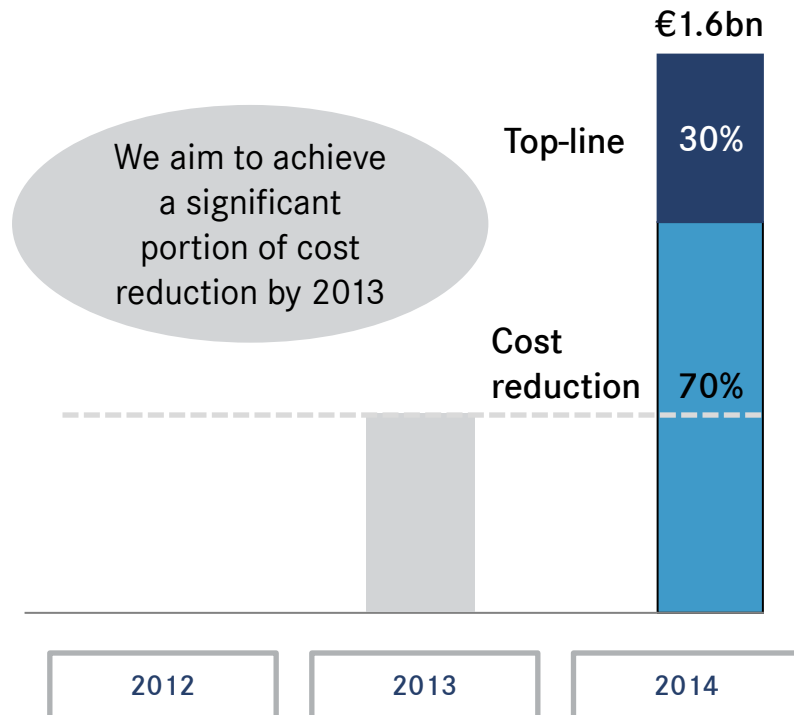 €1.6bn
Top-line
30%
We aim to achieve
a significant
portion of cost
reduction by 2013
Cost
reduction
70%
2012
2013
2014